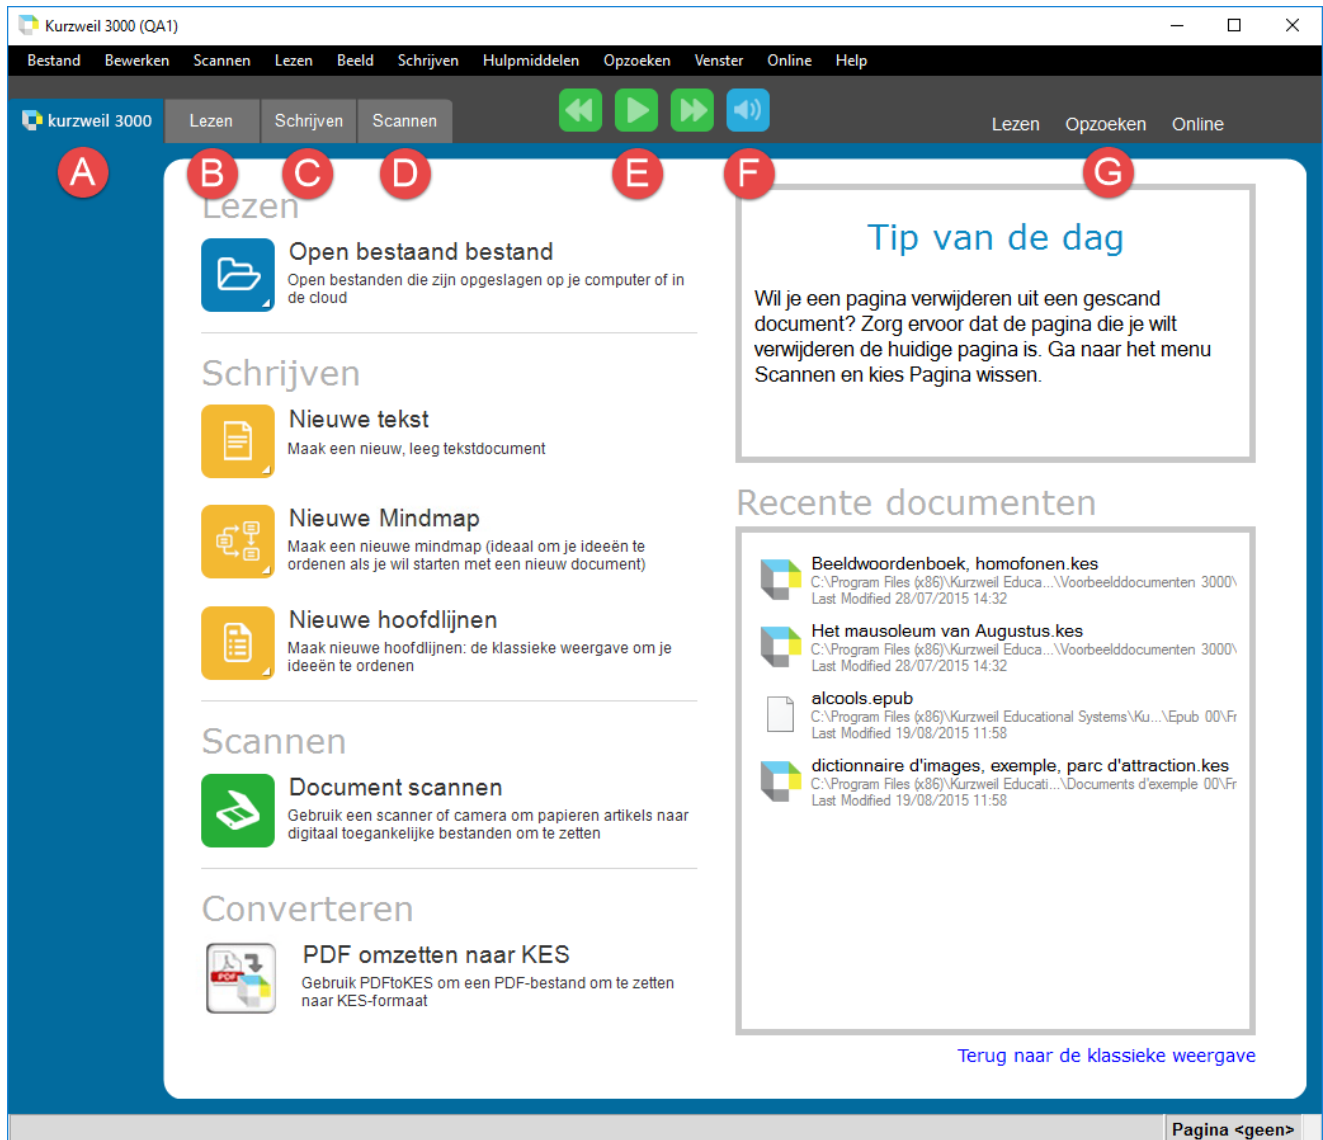 Kurzweil 3000 (QA1)
Bestand Bewerken Scannen Lezen Beeld Schrijven Hulpmiddelen Opzoeken Venster Online Help
kurzweil 3000 Lezen Schrijven Scannen Lezen Opzoeken Online
A B C D E F G
Lezen
Open bestaand bestand
Open bestanden die zijn opgeslagen op je computer of in
de cloud
Schrijven
Nieuwe tekst
Maak een nieuw, leeg tekstdocument
Nieuwe Mindmap
Maak een nieuwe mindmap (ideaal om je ideeën te
ordenen als je wil starten met een nieuw document)
Nieuwe hoofdlijnen
Maak nieuwe hoofdlijnen: de klassieke weergave om je
ideeën te ordenen
Scannen
Document scannen
Gebruik een scanner of camera om papieren artikels naar
digitaal toegankelijke bestanden om te zetten
Converteren
PDF
PDF omzetten naar KES
Gebruik PDFtoKES om een PDF-bestand om te zetten
naar KES-formaat
Tip van de dag
Wil je een pagina verwijderen uit een gescand
document? Zorg ervoor dat de pagina die je wilt
verwijderen de huidige pagina is. Ga naar het menu
Scannen en kies Pagina wissen.
Recente documenten
Beeldwoordenboek, homofonen.kes
C:\Program Files (x86)\Kurzweil Educa...\Voorbeelddocumenten 3000\
Last Modified 28/07/2015 14:32
Het mausoleum van Augustus.kes
C:\Program Files (x86)\Kurzweil Educa...\Voorbeelddocumenten 3000\
Last Modified 28/07/2015 14:32
alcools.epub
C:\Program Files (x86)\Kurzweil Educational Systems\Ku...\Epub 00\Fr
Last Modified 19/08/2015 11:58
dictionnaire d'images, exemple, parc d'attraction.kes
C:\Program Files (x86)\Kurzweil Educati...\Documents d'exemple 00\Fr
Last Modified 19/08/2015 11:58
Terug naar de klassieke weergave
Pagina <geen>